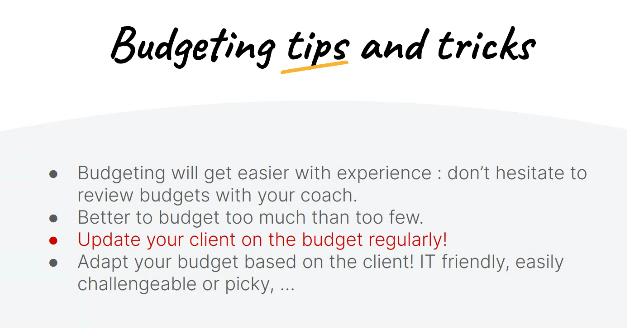 Budgeting tips and tricks
● Budgeting will get easier with experience : don't hesitate to
review budgets with your coach.
● Better to budget too much than too few.
● Update your client on the budget regularly!
● Adapt your budget based on the client! IT friendly, easily
challengeable or picky, ...